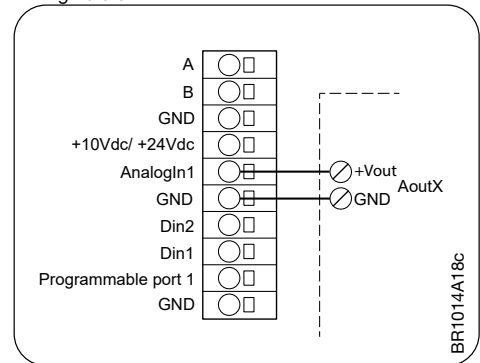 A
B
GND
+10Vdc/ +24Vdc
AnalogIn1
GND
Din2
Din1
Programmable port 1
GND
+Vout
AoutX
GND
BR1014A18c